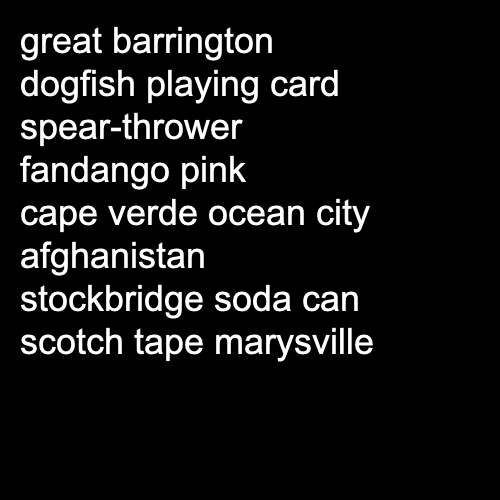 great barrington
dogfish playing card
spear-thrower
fandango pink
cape verde ocean city
afghanistan
stockbridge soda can
scotch tape marysville